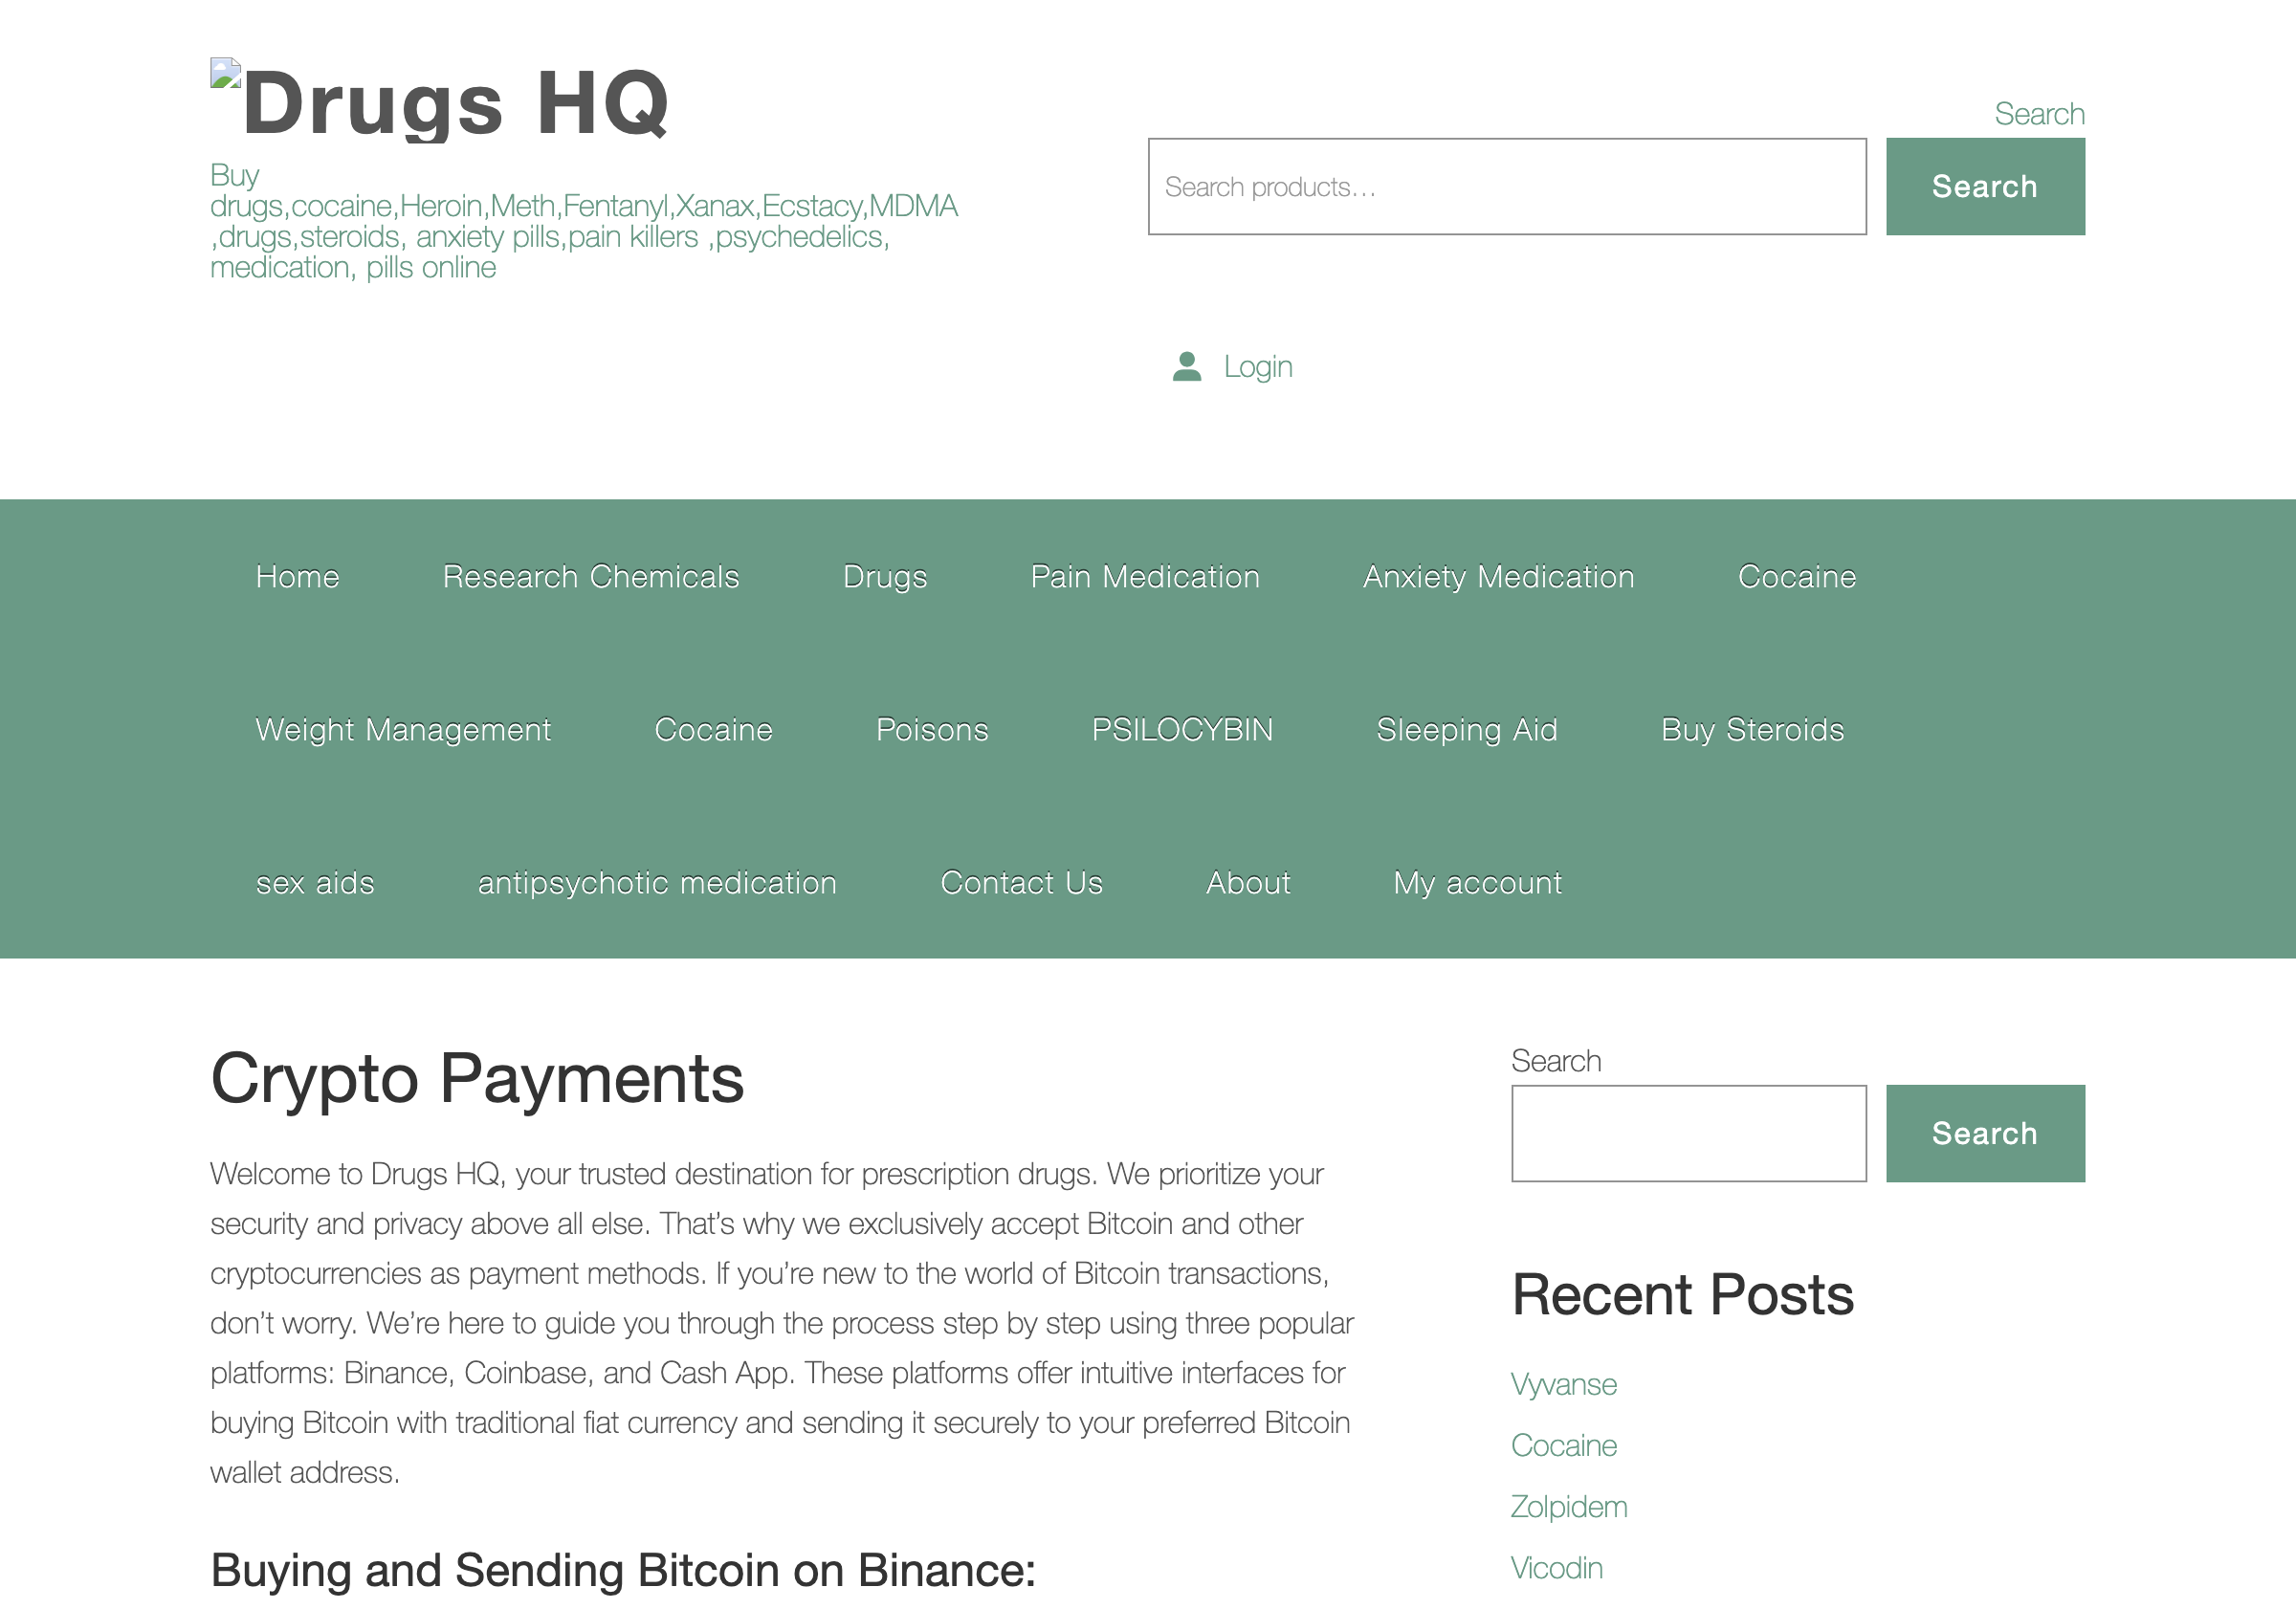 Drugs HQ
Buy
drugs,cocaine,Heroin,Meth,Fentanyl,Xanax,Ecstacy,MDMA
,drugs,steroids, anxiety pills,pain killers ,psychedelics,
medication, pills online
Search
Search products...
Search
Login
Home Research Chemicals Drugs Pain Medication Anxiety Medication Cocaine
Weight Management Cocaine Poisons PSILOCYBIN Sleeping Aid Buy Steroids
sex aids antipsychotic medication Contact Us About My account
Crypto Payments
Welcome to Drugs HQ, your trusted destination for prescription drugs. We prioritize your
security and privacy above all else. That’s why we exclusively accept Bitcoin and other
cryptocurrencies as payment methods. If you’re new to the world of Bitcoin transactions,
don’t worry. We’re here to guide you through the process step by step using three popular
platforms: Binance, Coinbase, and Cash App. These platforms offer intuitive interfaces for
buying Bitcoin with traditional fiat currency and sending it securely to your preferred Bitcoin
wallet address.
Buying and Sending Bitcoin on Binance:
Search
Search
Recent Posts
Vyvanse
Cocaine
Zolpidem
Vicodin